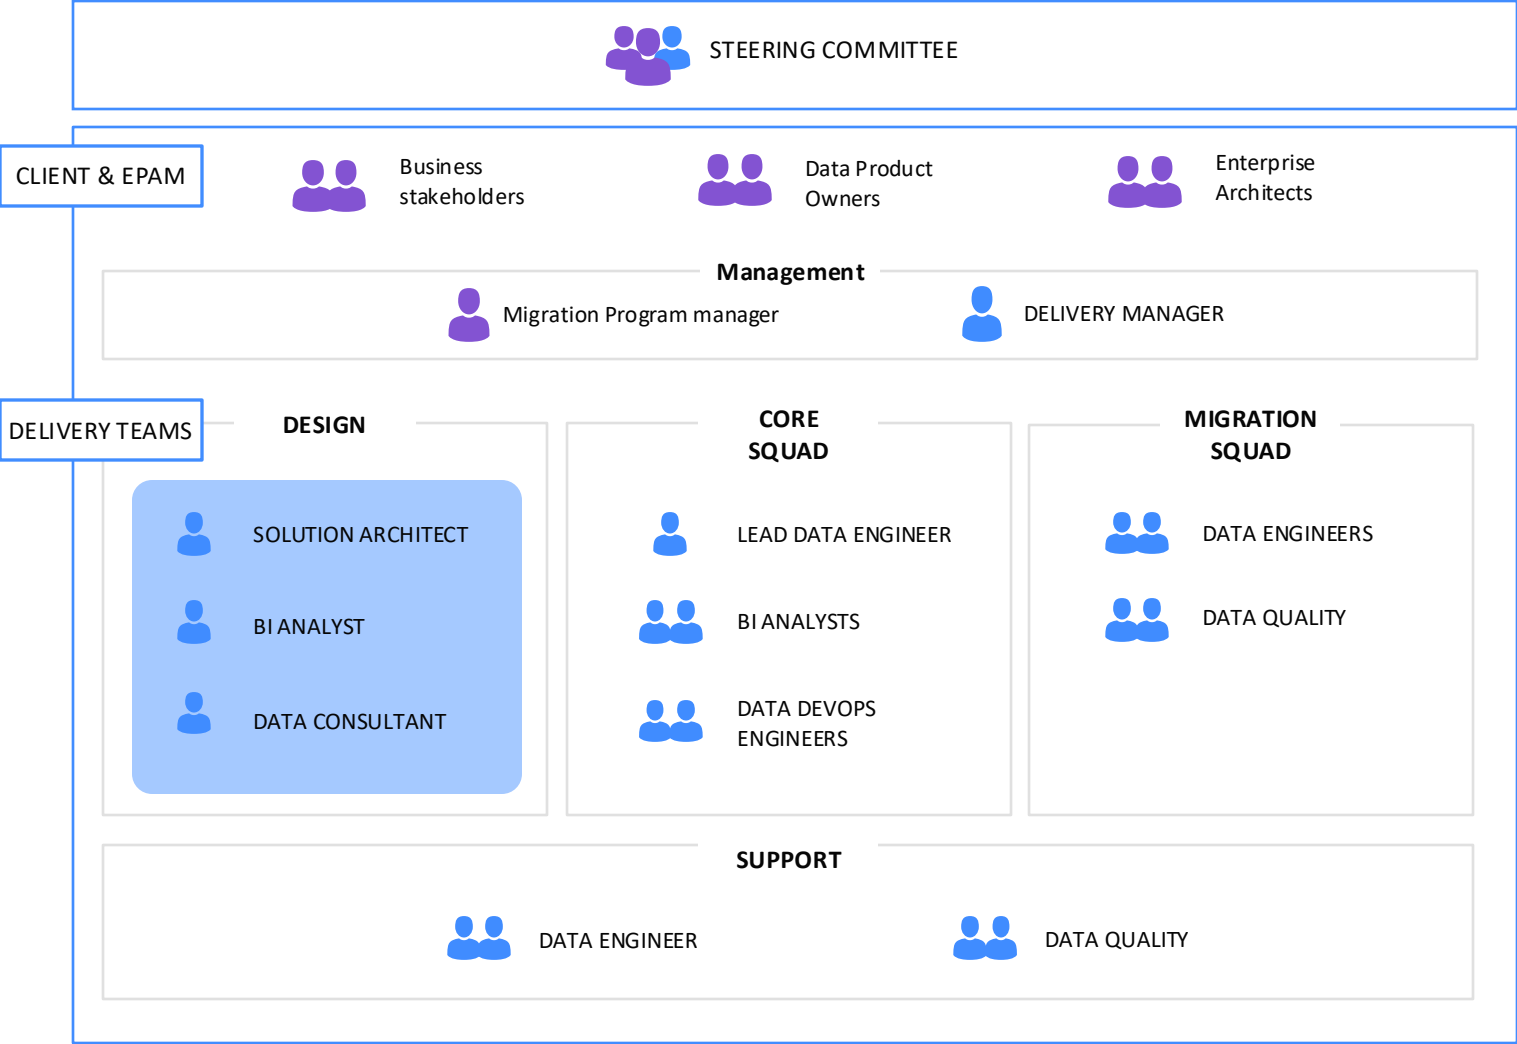 STEERING COMMITTEE
CLIENT & EPAM
Business
stakeholders
Data Product
Owners
Enterprise
Architects
Management
Migration Program manager
DELIVERY MANAGER
DELIVERY TEAMS
DESIGN
SOLUTION ARCHITECT
BI ANALYST
DATA CONSULTANT
CORE
SQUAD
LEAD DATA ENGINEER
BI ANALYSTS
DATA DEVOPS
ENGINEERS
MIGRATION
SQUAD
DATA ENGINEERS
DATA QUALITY
SUPPORT
DATA ENGINEER
DATA QUALITY